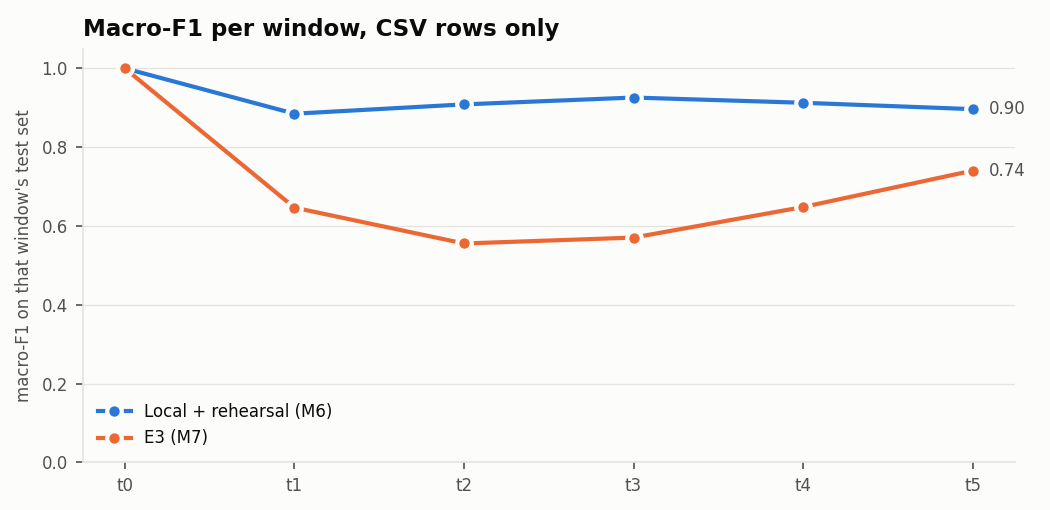 Macro-F1 per window, CSV rows only
macro-F1 on that window's test set
1.0
0.8
0.6
0.4
0.2
0.0
0.90
0.74
Local + rehearsal (M6)
E3 (M7)
t0
t1
t2
t3
t4
t5